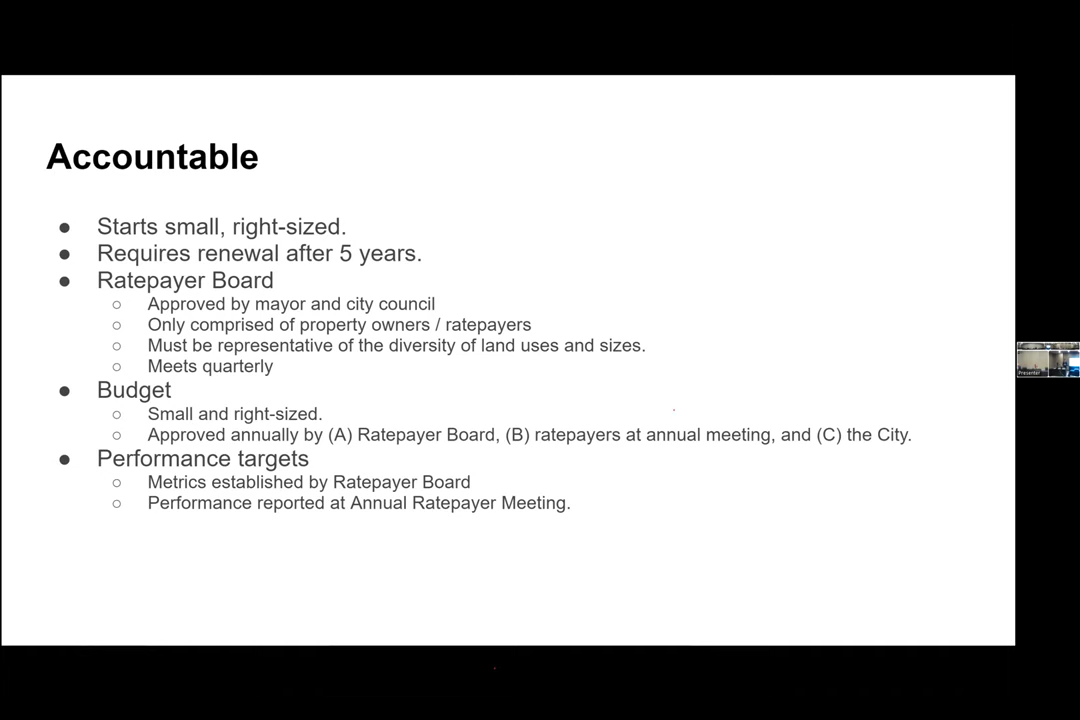 Accountable
● Starts small, right-sized.
● Requires renewal after 5 years.
● Ratepayer Board
○ Approved by mayor and city council
○ Only comprised of property owners / ratepayers
○ Must be representative of the diversity of land uses and sizes.
○ Meets quarterly
● Budget
○ Small and right-sized.
○ Approved annually by (A) Ratepayer Board, (B) ratepayers at annual meeting, and (C) the City.
● Performance targets
○ Metrics established by Ratepayer Board
○ Performance reported at Annual Ratepayer Meeting.
Presenter